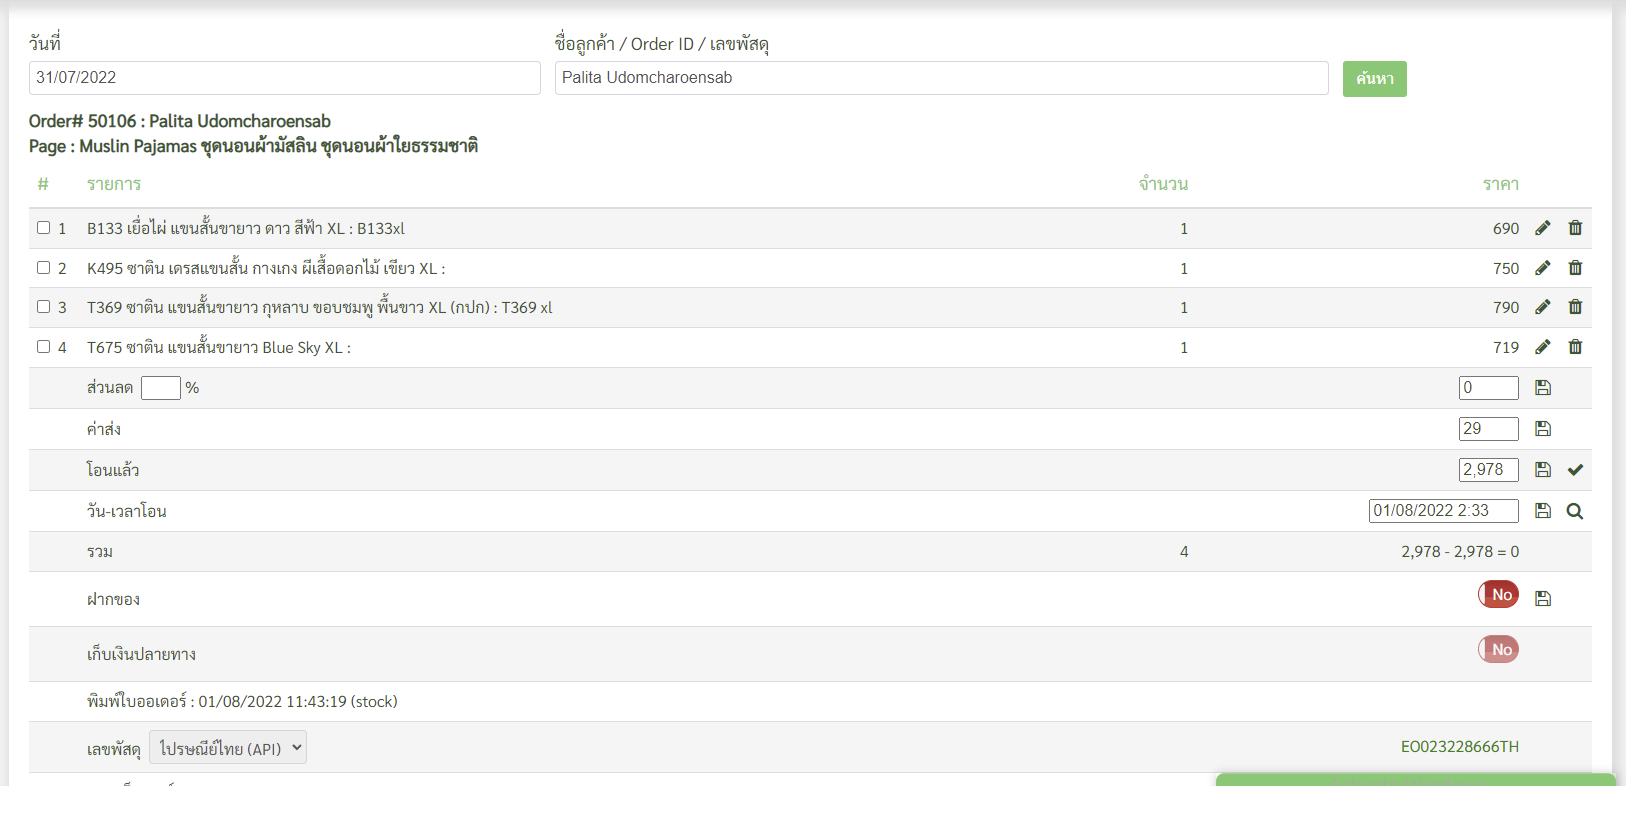 วันที่ ชื่อลูกค้า / Order ID / เลขพัสดุ
31/07/2022 Palita Udomcharoensab ค้นหา
Order# 50106 : Palita Udomcharoensab
Page : Muslin Pajamas ชุดนอนผ้ามัสลิน ชุดนอนผ้าใยธรรมชาติ
# รายการ จำนวน ราคา
1 B133 เยื่อไผ่ แขนสั้นขายาว ดาว สีฟ้า XL : B133xl 1 690
2 K495 ซาติน เดรสแขนสั้น กางเกง ผีเสื้อดอกไม้ เขียว XL : 1 750
3 T369 ซาติน แขนสั้นขายาว กุหลาบ ขอบชมพู พื้นขาว XL (กปก) : T369 xl 1 790
4 T675 ซาติน แขนสั้นขายาว Blue Sky XL : 1 719
ส่วนลด % 0
ค่าส่ง 29
โอนแล้ว 2,978
วัน-เวลาโอน 01/08/2022 2:33
รวม 4 2,978 - 2,978 = 0
ฝากของ No
เก็บเงินปลายทาง No
พิมพ์ใบออเดอร์ : 01/08/2022 11:43:19 (stock)
เลขพัสดุ ไปรษณีย์ไทย (API) EO023228666TH